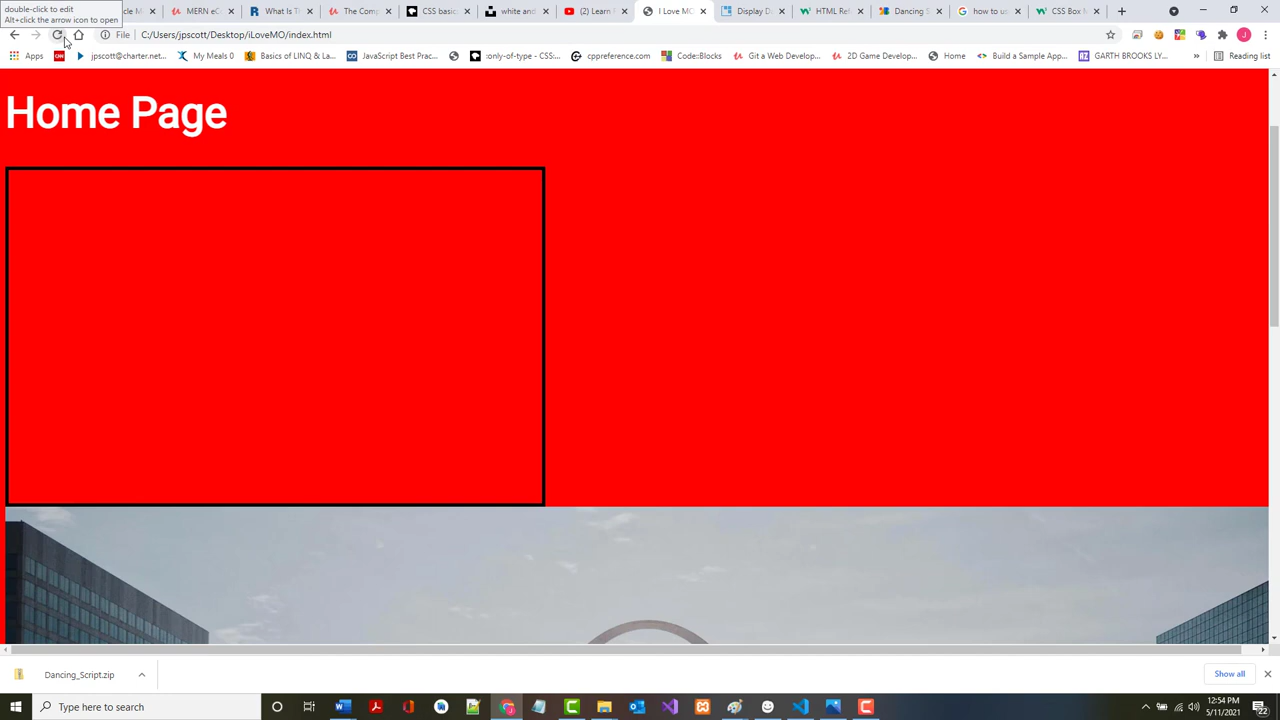 double-click to edit
Alt+click the arrow icon to open
cle M
MERN eC
What Is T
The Comp
CSS basic
white and
(2) Learn
I Love MO
Display D
HTML Re
Dancing S
how to u
CSS Box M
File | C:/Users/jpscott/Desktop/iLoveMO/index.html
Apps
jpscott@charter.net...
My Meals 0
Basics of LINQ & La...
JavaScript Best Prac...
:only-of-type - CSS:...
cppreference.com
Code::Blocks
Git a Web Develop...
2D Game Develop...
Home
Build a Sample App...
GARTH BROOKS LY...
»
Reading list
Home Page
Dancing_Script.zip
Show all
Type here to search
12:54 PM
5/11/2021
22